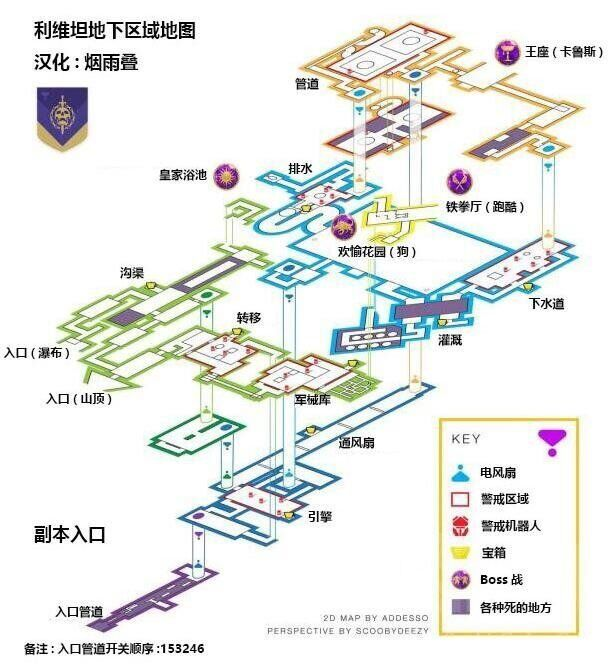 利维坦地下区域地图
汉化：烟雨叠
王座（卡鲁斯）
管道
排水
皇家浴池
铁拳厅（跑酷）
欢愉花园（狗）
沟渠
下水道
转移
灌溉
入口（瀑布）
入口（山顶）
军械库
通风扇
引擎
副本入口
入口管道
备注：入口管道开关顺序：153246
KEY
电风扇
警戒区域
警戒机器人
宝箱
Boss 战
各种死的地方
2D MAP BY ADDESSO
PERSPECTIVE BY SCOOBYDEEZY